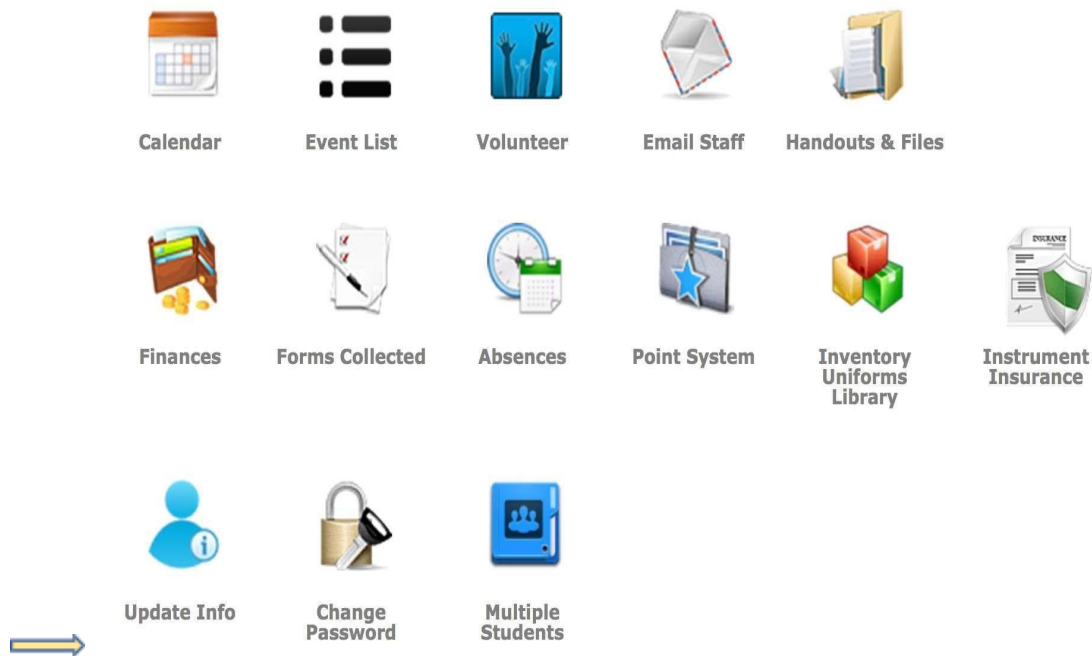 Calendar
Event List
Volunteer
Email Staff
Handouts & Files
INSURANCE
Finances
Forms Collected
Absences
Point System
Inventory
Uniforms
Library
Instrument
Insurance
Update Info
Change
Password
Multiple
Students